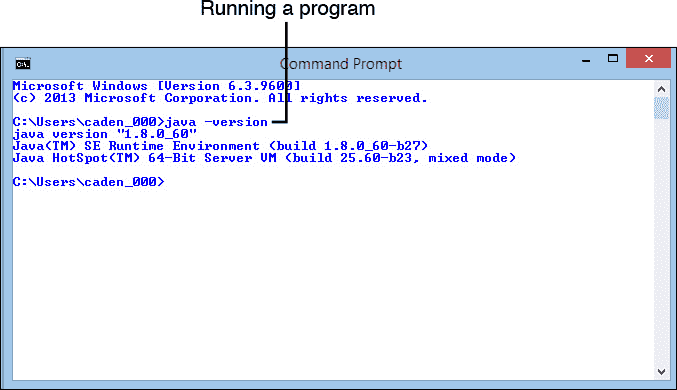 Running a program
Command Prompt
Microsoft Windows [Version 6.3.9600]
(c) 2013 Microsoft Corporation. All rights reserved.
C:\Users\caden_000>java -version
java version "1.8.0_60"
Java(TM) SE Runtime Environment (build 1.8.0_60-b27)
Java HotSpot(TM) 64-Bit Server VM (build 25.60-b23, mixed mode)
C:\Users\caden_000>